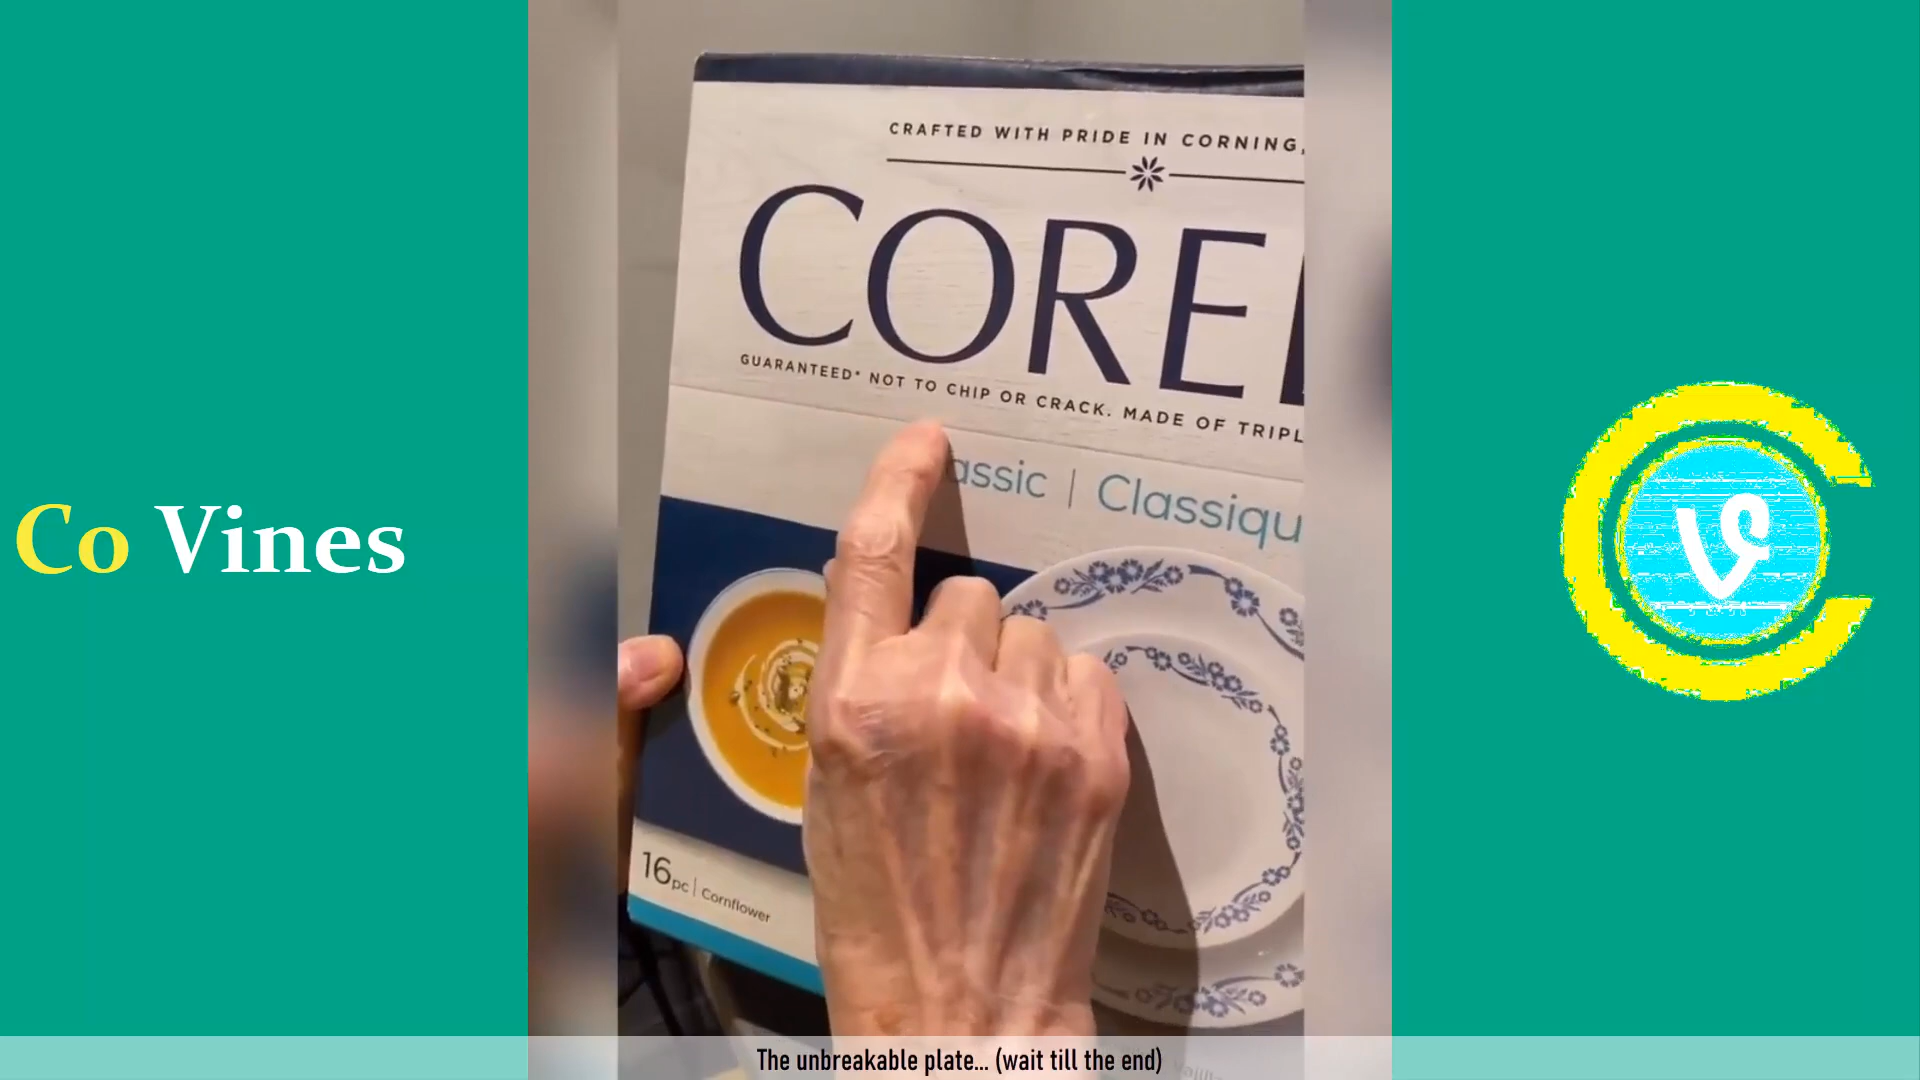 CRAFTED WITH PRIDE IN CORNING,
CORE
GUARANTEED* NOT TO CHIP OR CRACK. MADE OF TRIPL
assic | Classiqu
Co Vines
16pc | Cornflower
The unbreakable plate... (wait till the end)